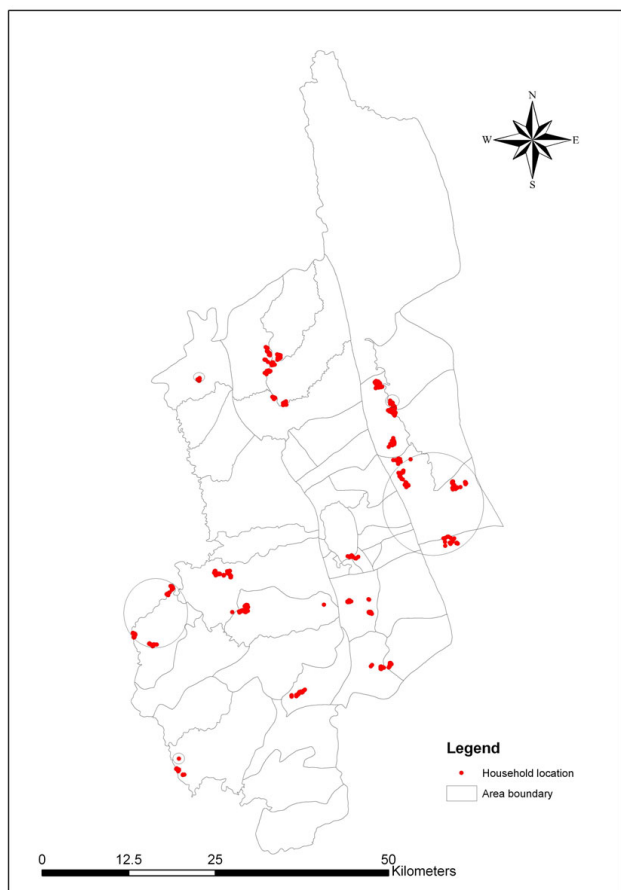 N
W E
S
Legend
Household location
Area boundary
0 12.5 25 50
Kilometers